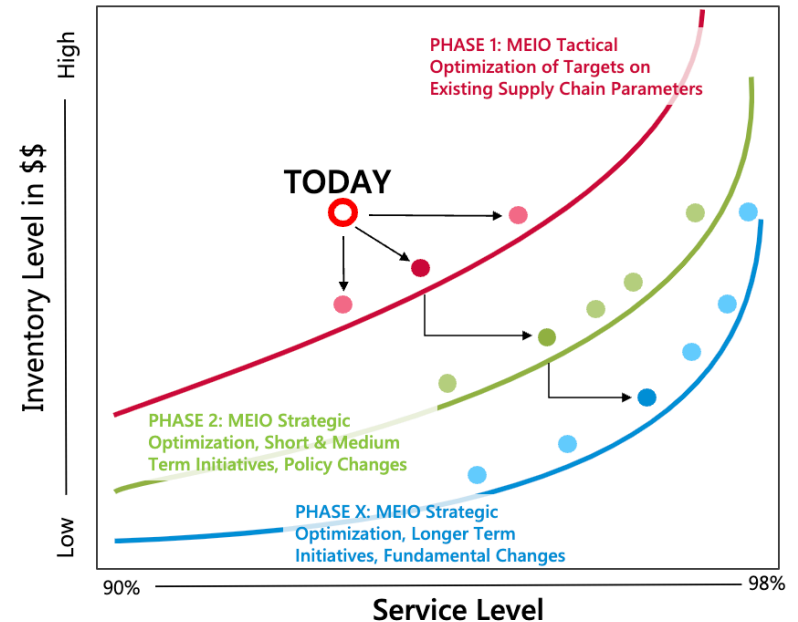 PHASE 1: MEIO Tactical
Optimization of Targets on
Existing Supply Chain Parameters
High
Inventory Level in $$
Low
TODAY
PHASE 2: MEIO Strategic
Optimization, Short & Medium
Term Initiatives, Policy Changes
PHASE X: MEIO Strategic
Optimization, Longer Term
Initiatives, Fundamental Changes
90%
98%
Service Level